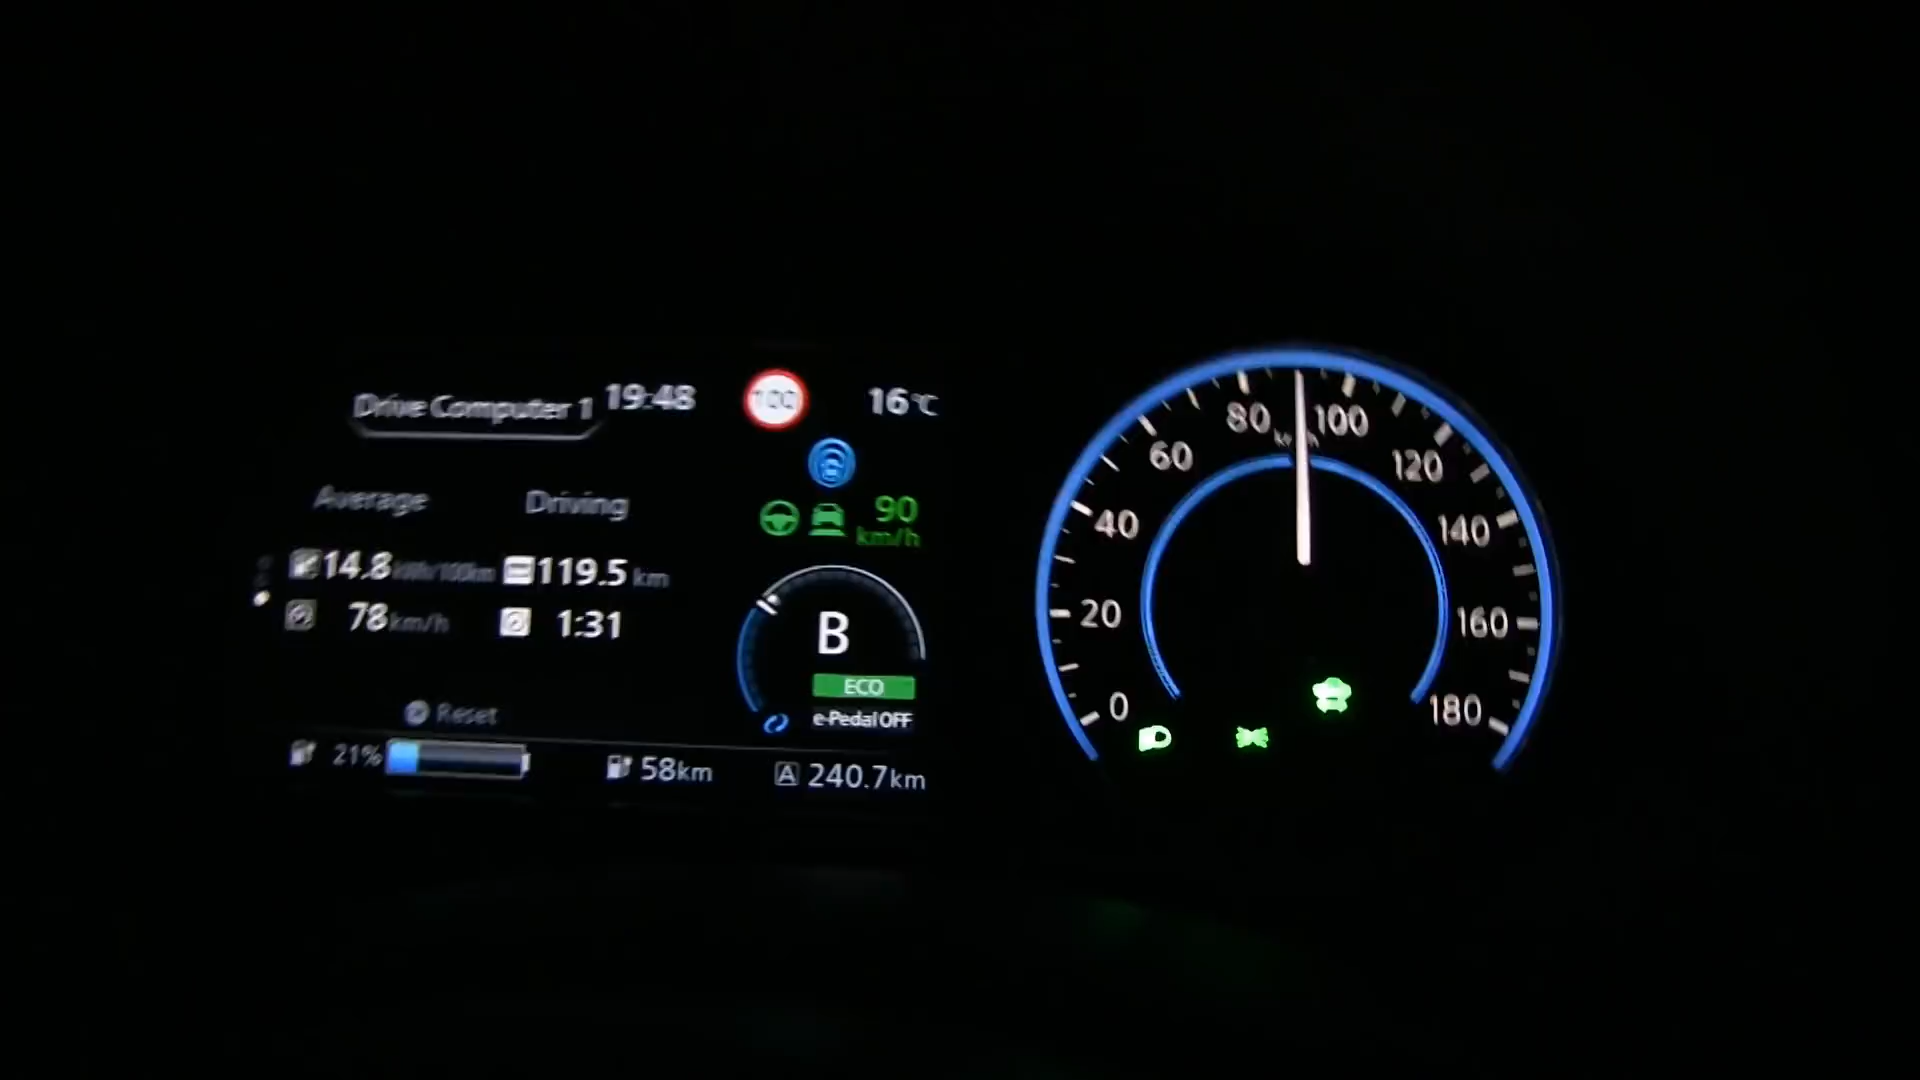 Drive Computer 1 19:48 100 16°C
Average Driving
90
km/h
14.8 kWh/100km 119.5 km
78 km/h 1:31
B
ECO
e-Pedal OFF
Reset
21% 58km A 240.7km
0 20 40 60 80 100 120 140 160 180
km/h